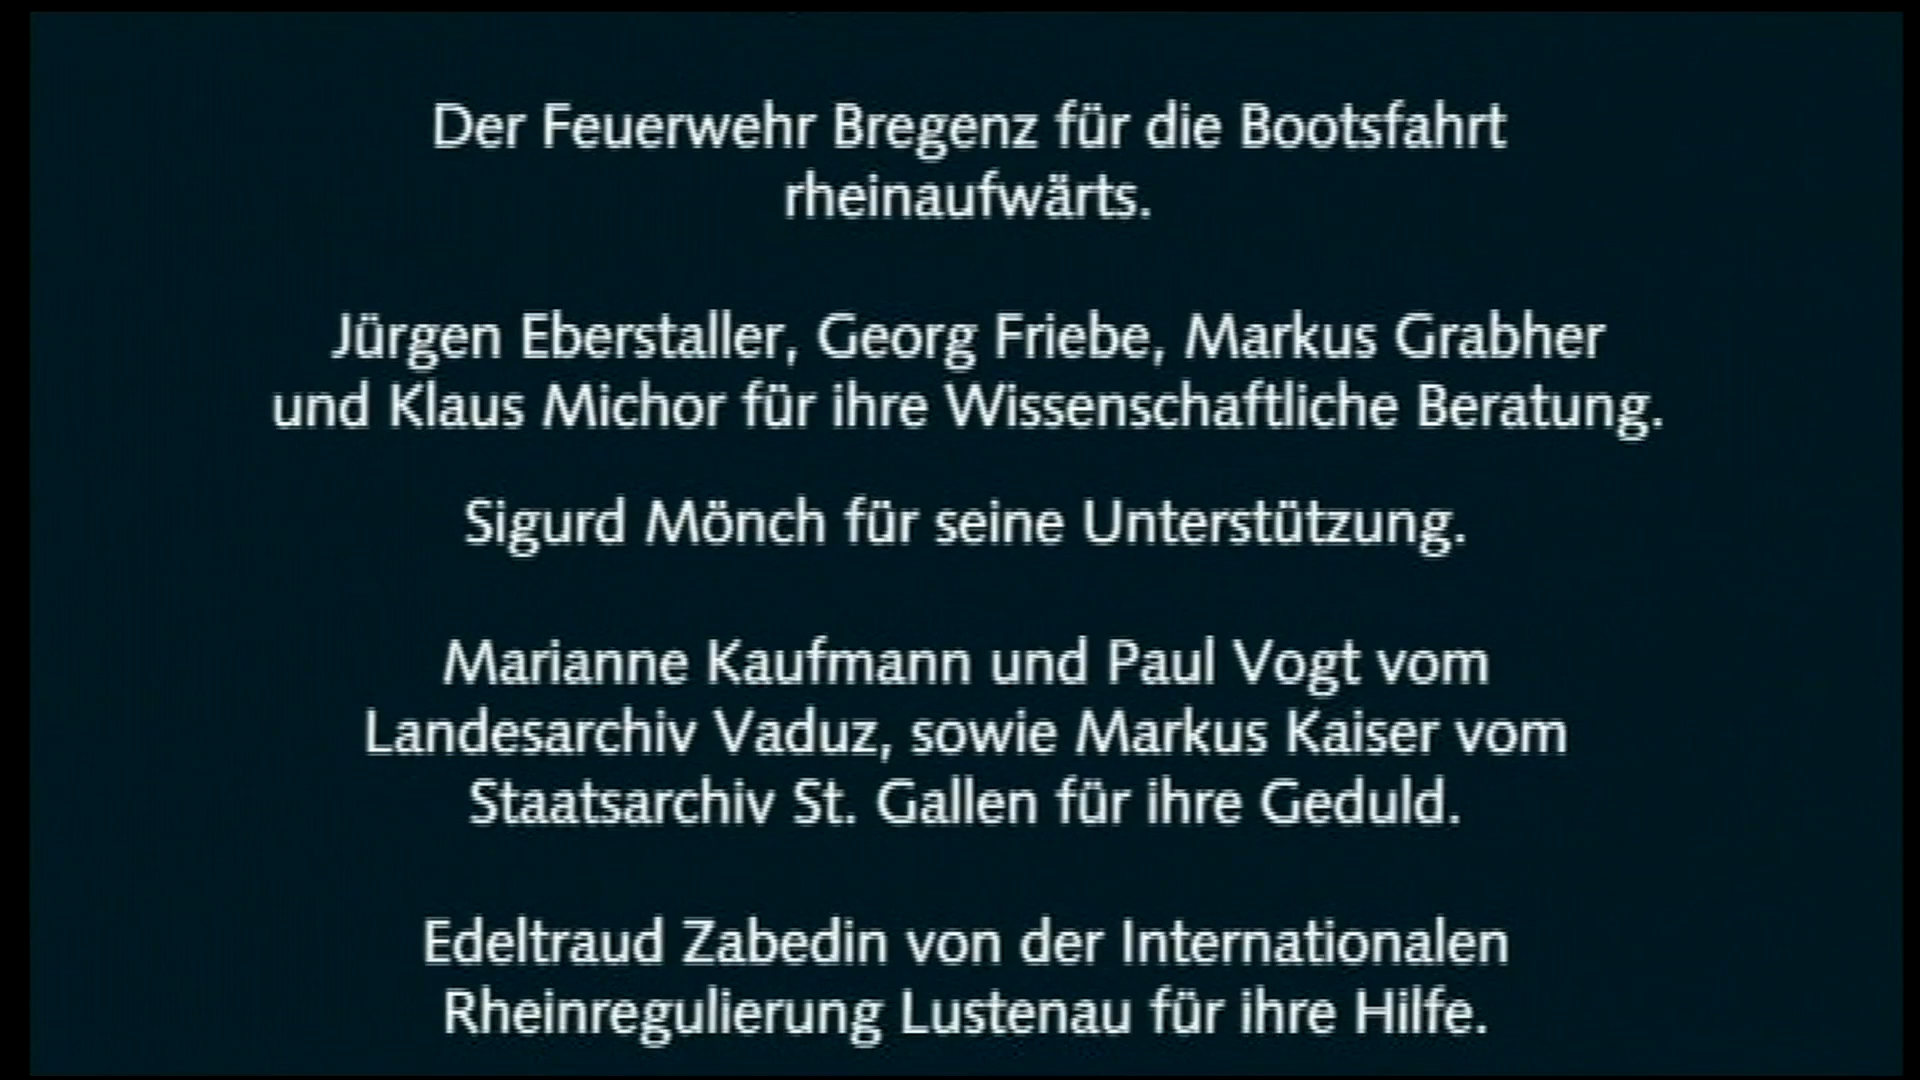 Der Feuerwehr Bregenz für die Bootsfahrt
rheinaufwärts.
Jürgen Eberstaller, Georg Friebe, Markus Grabher
und Klaus Michor für ihre Wissenschaftliche Beratung.
Sigurd Mönch für seine Unterstützung.
Marianne Kaufmann und Paul Vogt vom
Landesarchiv Vaduz, sowie Markus Kaiser vom
Staatsarchiv St. Gallen für ihre Geduld.
Edeltraud Zabedin von der Internationalen
Rheinregulierung Lustenau für ihre Hilfe.